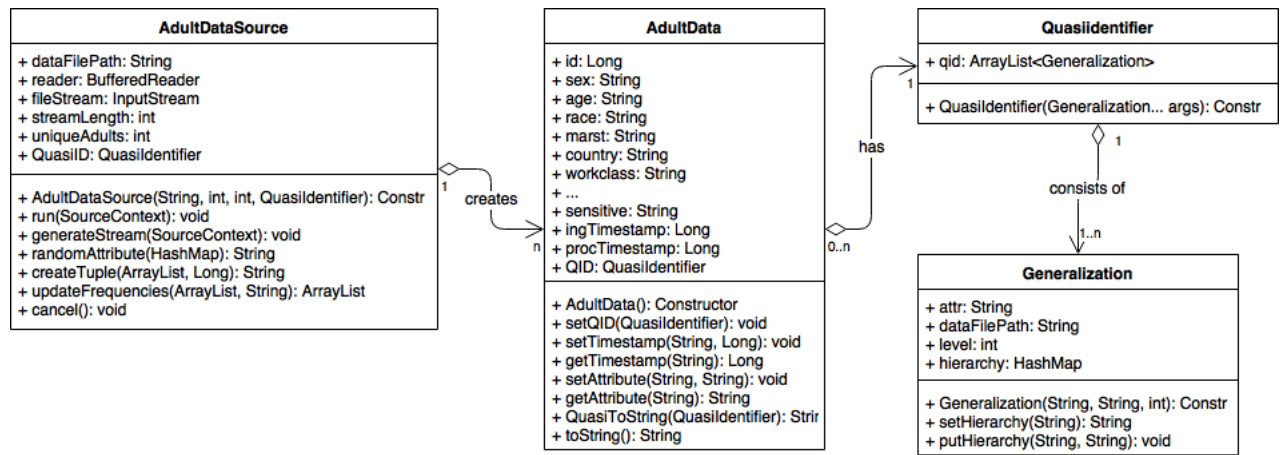 AdultDataSource
+ dataFilePath: String
+ reader: BufferedReader
+ fileStream: InputStream
+ streamLength: int
+ uniqueAdults: int
+ QuasiID: QuasiIdentifier
+ AdultDataSource(String, int, int, QuasiIdentifier): Constr
+ run(SourceContext): void
+ generateStream(SourceContext): void
+ randomAttribute(HashMap): String
+ createTuple(ArrayList, Long): String
+ updateFrequencies(ArrayList, String): ArrayList
+ cancel(): void
1
creates
n
AdultData
+ id: Long
+ sex: String
+ age: String
+ race: String
+ marst: String
+ country: String
+ workclass: String
+ ...
+ sensitive: String
+ ingTimestamp: Long
+ procTimestamp: Long
+ QID: QuasiIdentifier
+ AdultData(): Constructor
+ setQID(QuasiIdentifier): void
+ setTimestamp(String, Long): void
+ getTimestamp(String): Long
+ setAttribute(String, String): void
+ getAttribute(String): String
+ QuasiToString(QuasiIdentifier): Strin
+ toString(): String
0..n
has
1
QuasiIdentifier
+ qid: ArrayList<Generalization>
+ QuasiIdentifier(Generalization... args): Constr
1
consists of
1..n
Generalization
+ attr: String
+ dataFilePath: String
+ level: int
+ hierarchy: HashMap
+ Generalization(String, String, int): Constr
+ setHierarchy(String): String
+ putHierarchy(String, String): void